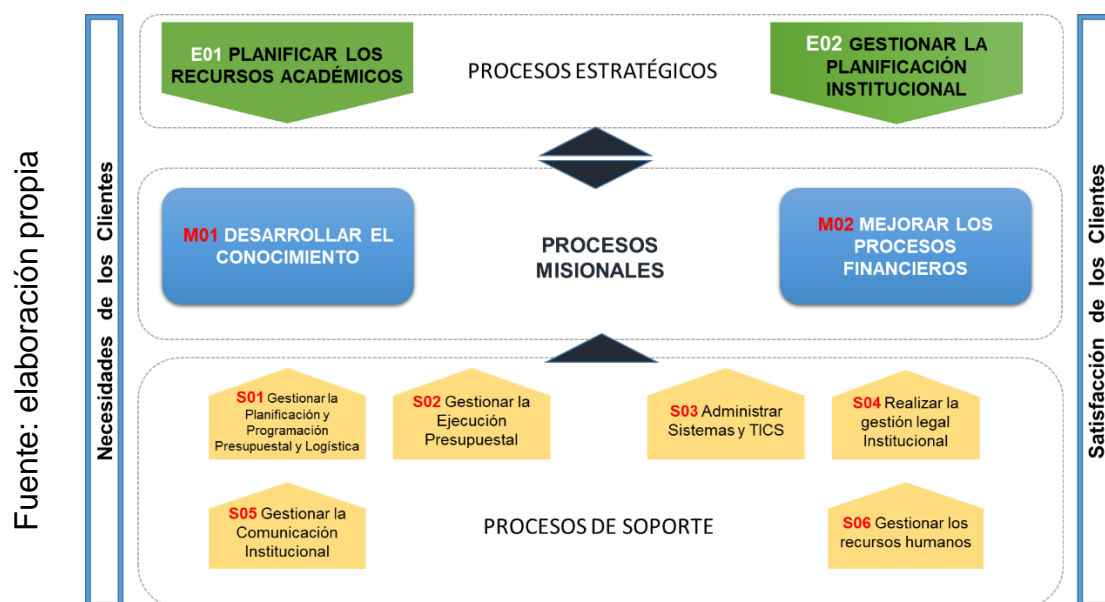 Fuente: elaboración propia
Necesidades de los Clientes
E01 PLANIFICAR LOS
RECURSOS ACADÉMICOS
PROCESOS ESTRATÉGICOS
E02 GESTIONAR LA
PLANIFICACIÓN
INSTITUCIONAL
M01 DESARROLLAR EL
CONOCIMIENTO
PROCESOS
MISIONALES
M02 MEJORAR LOS
PROCESOS
FINANCIEROS
S01 Gestionar la
Planificación y
Programación
Presupuestal y Logística
S02 Gestionar la
Ejecución
Presupuestal
S03 Administrar
Sistemas y TICS
S04 Realizar la
gestión legal
Institucional
S05 Gestionar la
Comunicación
Institucional
PROCESOS DE SOPORTE
S06 Gestionar los
recursos humanos
Satisfacción de los Clientes